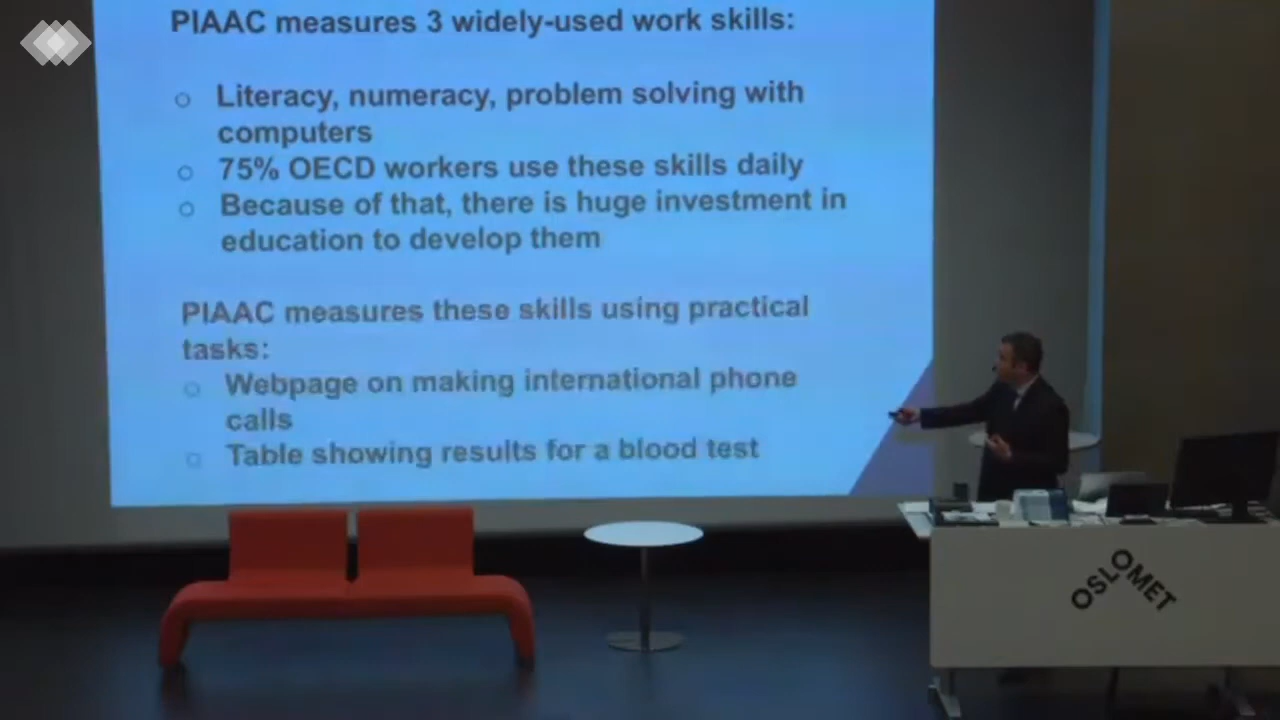 PIAAC measures 3 widely-used work skills:
Literacy, numeracy, problem solving with
computers
75% OECD workers use these skills daily
Because of that, there is huge investment in
education to develop them
PIAAC measures these skills using practical
tasks:
Webpage on making international phone
calls
Table showing results for a blood test
OSLOMET